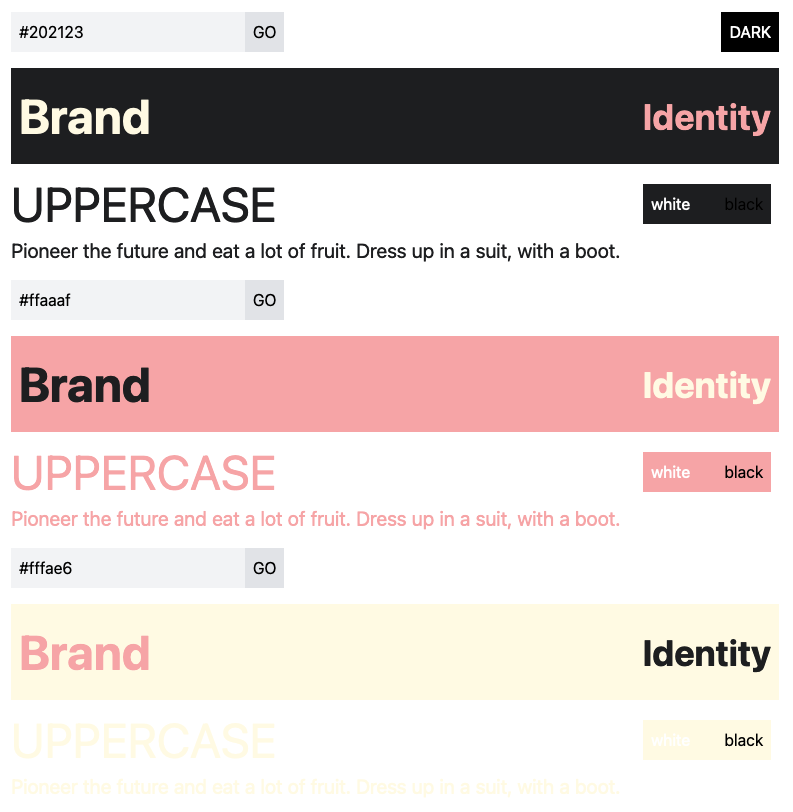 #202123 GO DARK
Brand Identity
UPPERCASE white black
Pioneer the future and eat a lot of fruit. Dress up in a suit, with a boot.
#ffaaaf GO
Brand Identity
UPPERCASE white black
Pioneer the future and eat a lot of fruit. Dress up in a suit, with a boot.
#fffae6 GO
Brand Identity
UPPERCASE white black
Pioneer the future and eat a lot of fruit. Dress up in a suit, with a boot.